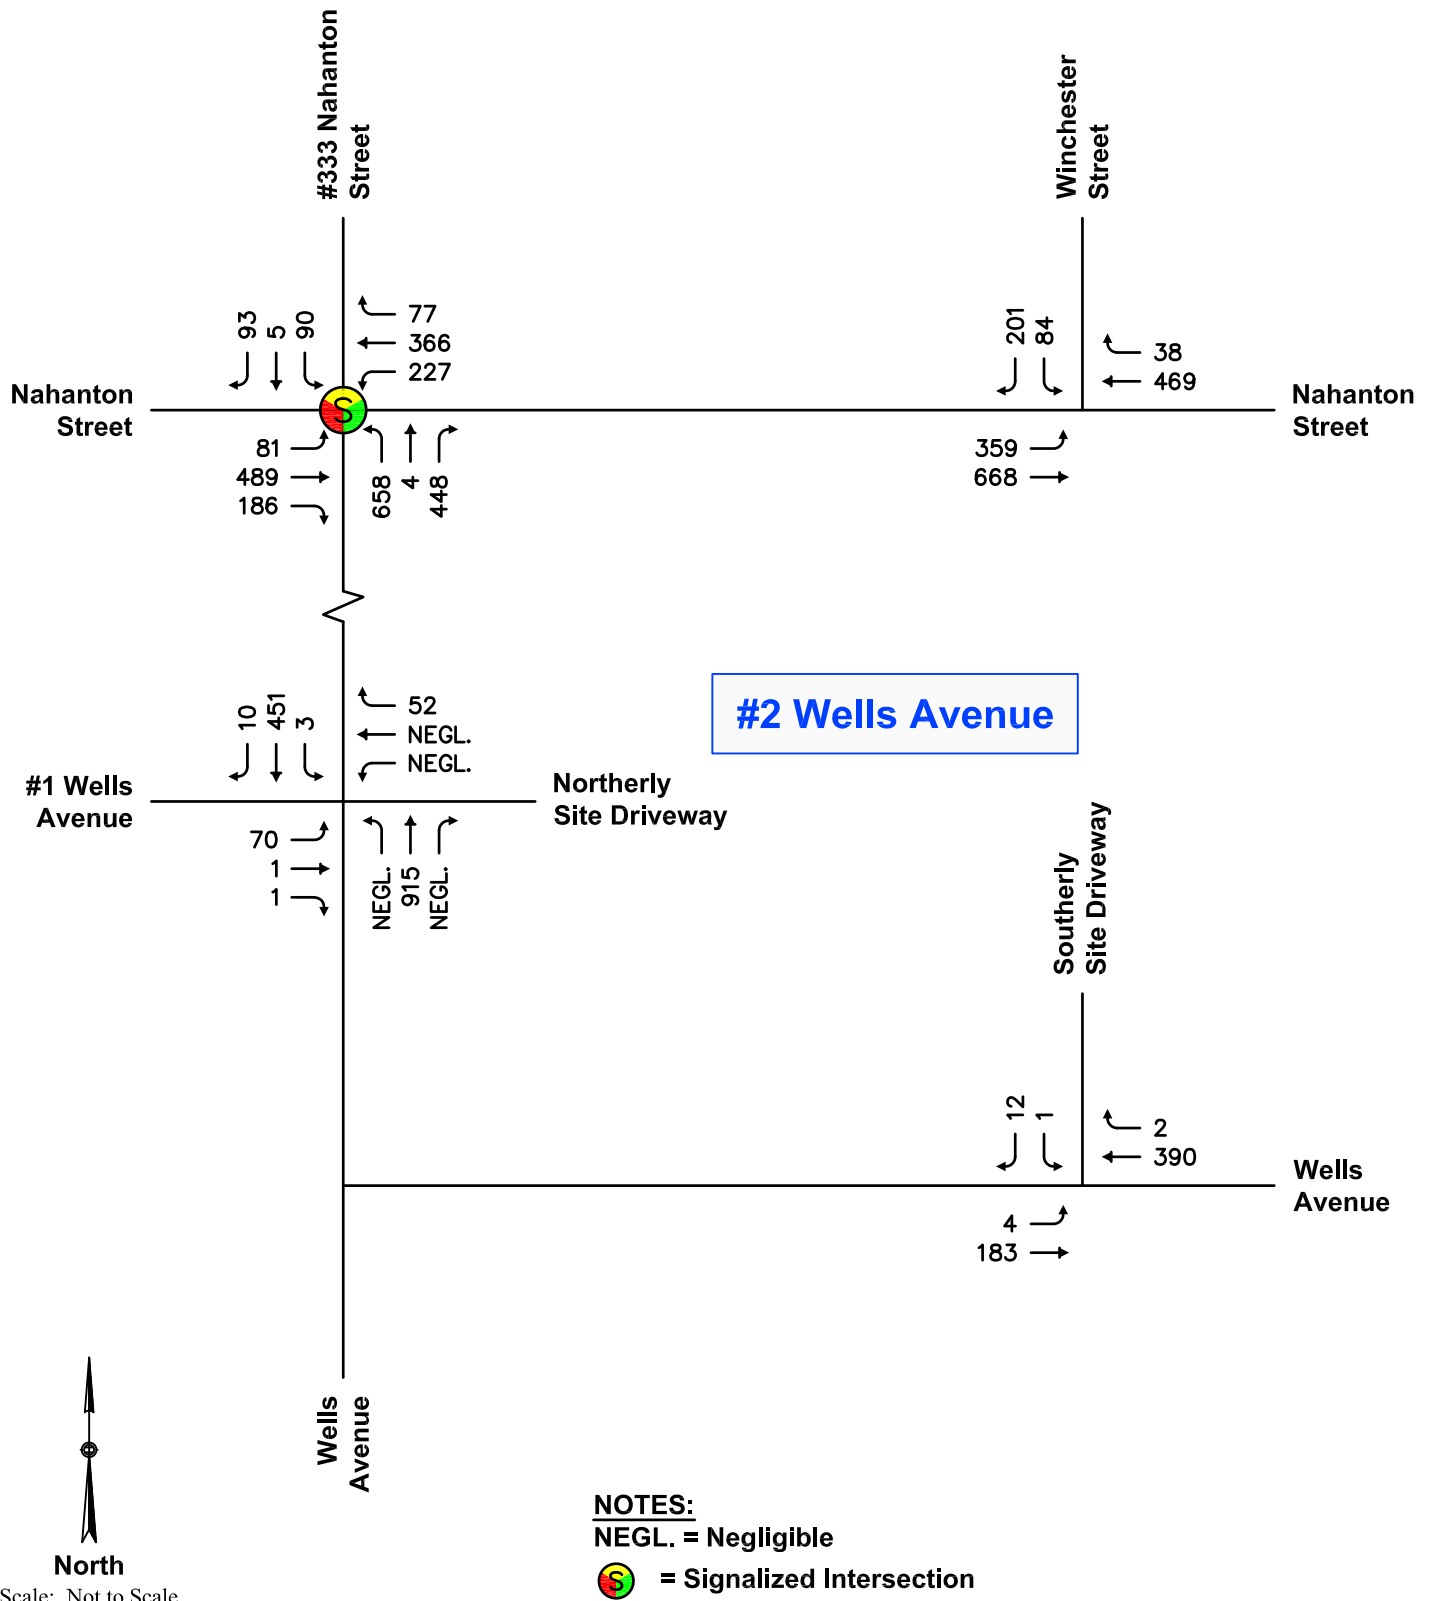 #333 Nahanton
Street
Winchester
Street
93
5
90
77
366
227
201
84
38
469
Nahanton
Street
Nahanton
Street
81
489
186
658
4
448
359
668
#2 Wells Avenue
10
451
3
52
NEGL.
NEGL.
#1 Wells
Avenue
Northerly
Site Driveway
70
1
1
NEGL.
915
NEGL.
Southerly
Site Driveway
12
1
2
390
Wells
Avenue
4
183
Wells
Avenue
North
Scale: Not to Scale
NOTES:
NEGL. = Negligible
S = Signalized Intersection
S